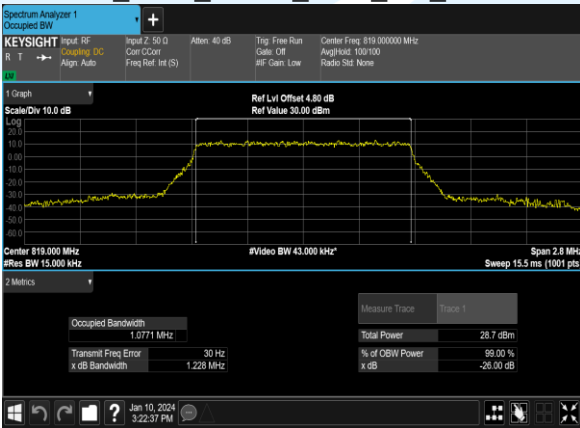 Spectrum Analyzer 1
Occupied BW
KEYSIGHT Input: RF Input Z: 50 Ω Atten: 40 dB Trig: Free Run Center Freq: 819.000000 MHz
R T Coupling: DC Corr CCorr Gate: Off Avg|Hold: 100/100
Align: Auto Freq Ref: Int (S) #IF Gain: Low Radio Std: None
1 Graph
Ref Lvl Offset 4.80 dB
Scale/Div 10.0 dB Ref Value 30.00 dBm
Log
20.0
10.0
0.00
-10.0
-20.0
-30.0
-40.0
-50.0
-60.0
Center 819.000 MHz #Video BW 43.000 kHz* Span 2.8 MHz
#Res BW 15.000 kHz Sweep 15.5 ms (1001 pts
2 Metrics
Measure Trace Trace 1
Occupied Bandwidth
1.0771 MHz Total Power 28.7 dBm
Transmit Freq Error 30 Hz % of OBW Power 99.00 %
x dB Bandwidth 1.228 MHz x dB -26.00 dB
Jan 10, 2024
3:22:37 PM